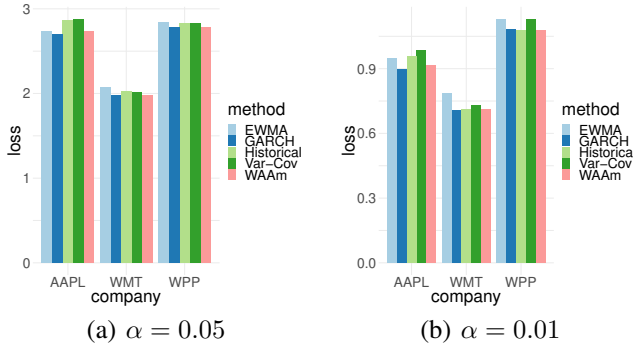 3
2
1
0
loss
AAPL
WMT
WPP
company
method
EWMA
GARCH
Historical
Var−Cov
WAAm
(a) α = 0.05
0.9
0.6
0.3
0.0
loss
AAPL
WMT
WPP
company
method
EWMA
GARCH
Historical
Var−Cov
WAAm
(b) α = 0.01